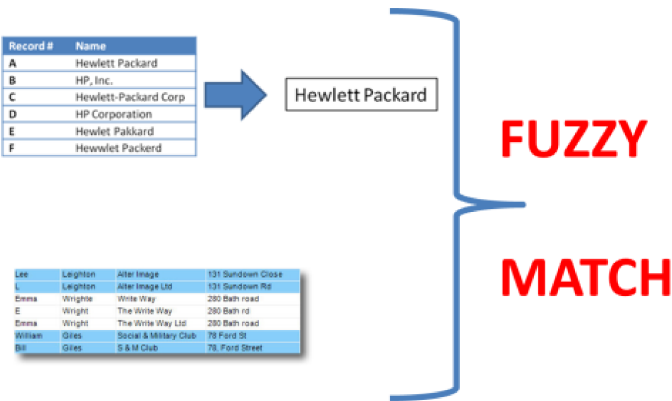 Record # Name
A Hewlett Packard
B HP, Inc.
C Hewlett-Packard Corp
D HP Corporation
E Hewlet Pakkard
F Hewwlet Packerd
Hewlett Packard
FUZZY
MATCH
Lee Leighton Alter Image 131 Sundown Close
L Leighton Alter Image Ltd 131 Sundown Rd
Emma Wrighte Write Way 280 Bath road
E Wright The Write Way 280 Bath rd
Emma Wright The Write Way Ltd 280 Bath road
William Giles Social & Military Club 78 Ford St
Bill Giles S & M Club 78, Ford Street